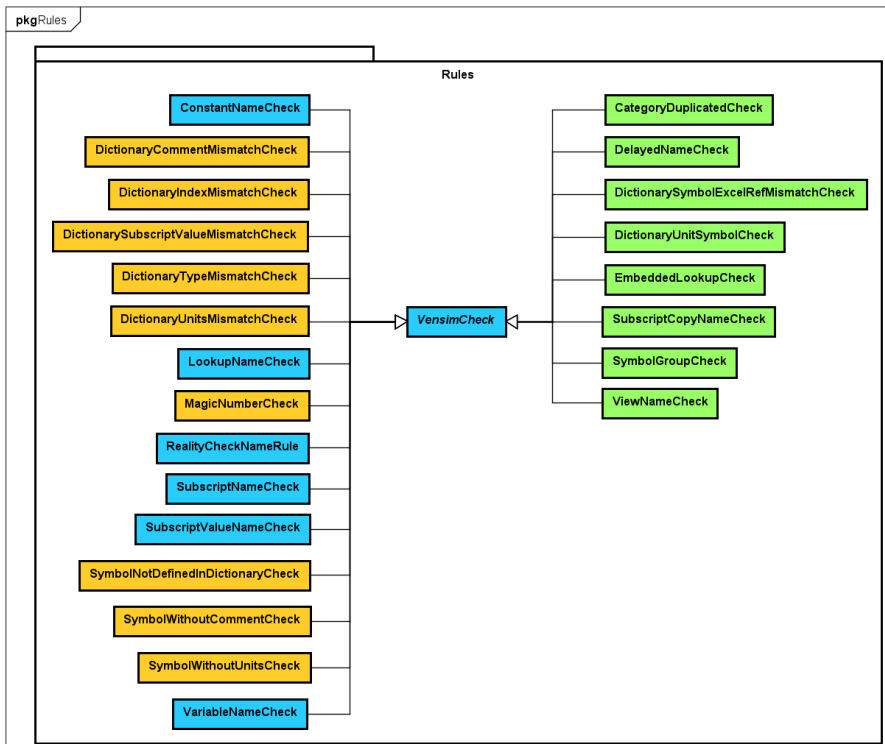 pkgRules
Rules
ConstantNameCheck
DictionaryCommentMismatchCheck
DictionaryIndexMismatchCheck
DictionarySubscriptValueMismatchCheck
DictionaryTypeMismatchCheck
DictionaryUnitsMismatchCheck
LookupNameCheck
MagicNumberCheck
RealityCheckNameRule
SubscriptNameCheck
SubscriptValueNameCheck
SymbolNotDefinedInDictionaryCheck
SymbolWithoutCommentCheck
SymbolWithoutUnitsCheck
VariableNameCheck
VensimCheck
CategoryDuplicatedCheck
DelayedNameCheck
DictionarySymbolExcelRefMismatchCheck
DictionaryUnitSymbolCheck
EmbeddedLookupCheck
SubscriptCopyNameCheck
SymbolGroupCheck
ViewNameCheck